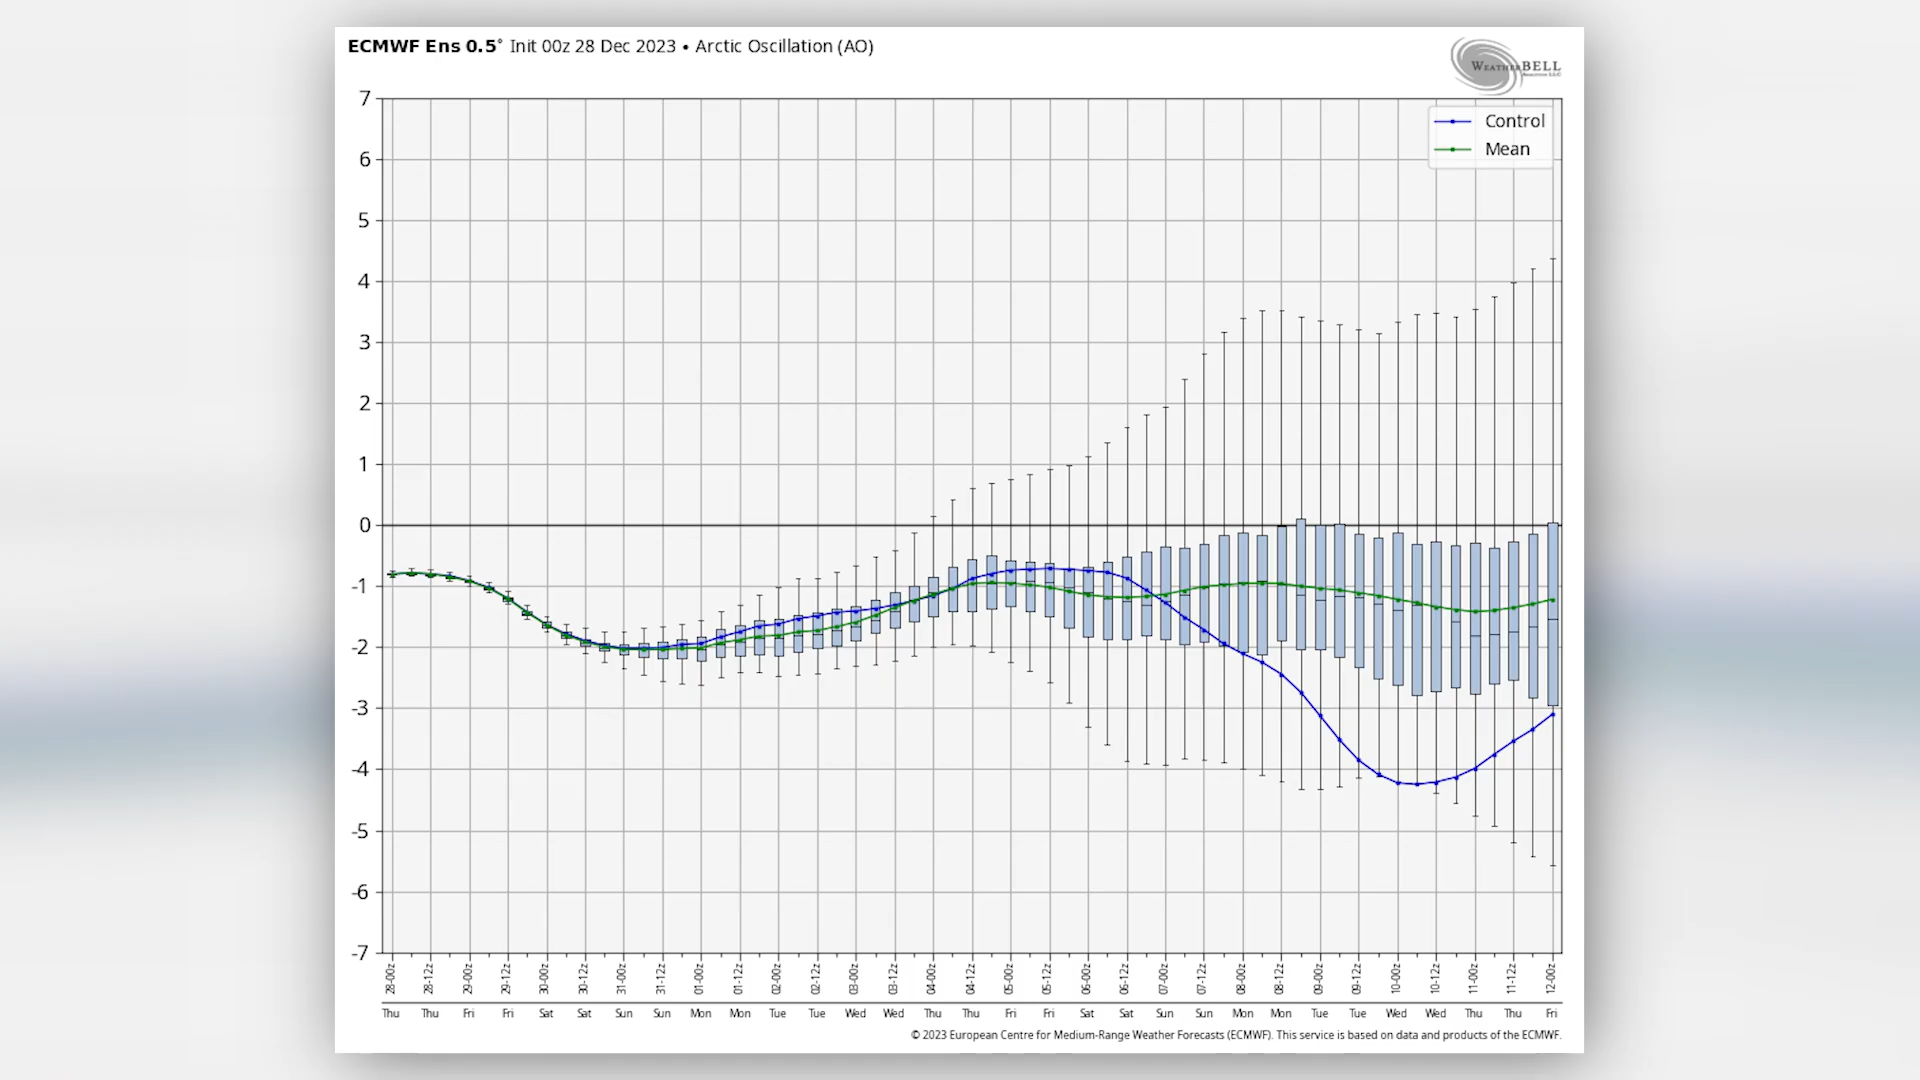 ECMWF Ens 0.5° Init 00z 28 Dec 2023 • Arctic Oscillation (AO)
WEATHERBELL
Control
Mean
7
6
5
4
3
2
1
0
-1
-2
-3
-4
-5
-6
-7
28-00z 28-12z 29-00z 29-12z 30-00z 30-12z 31-00z 31-12z 01-00z 01-12z 02-00z 02-12z 03-00z 03-12z 04-00z 04-12z 05-00z 05-12z 06-00z 06-12z 07-00z 07-12z 08-00z 08-12z 09-00z 09-12z 10-00z 10-12z 11-00z 11-12z 12-00z
Thu Thu Fri Fri Sat Sat Sun Sun Mon Mon Tue Tue Wed Wed Thu Thu Fri Fri Sat Sat Sun Sun Mon Mon Tue Tue Wed Wed Thu Thu Fri
© 2023 European Centre for Medium-Range Weather Forecasts (ECMWF). This service is based on data and products of the ECMWF.